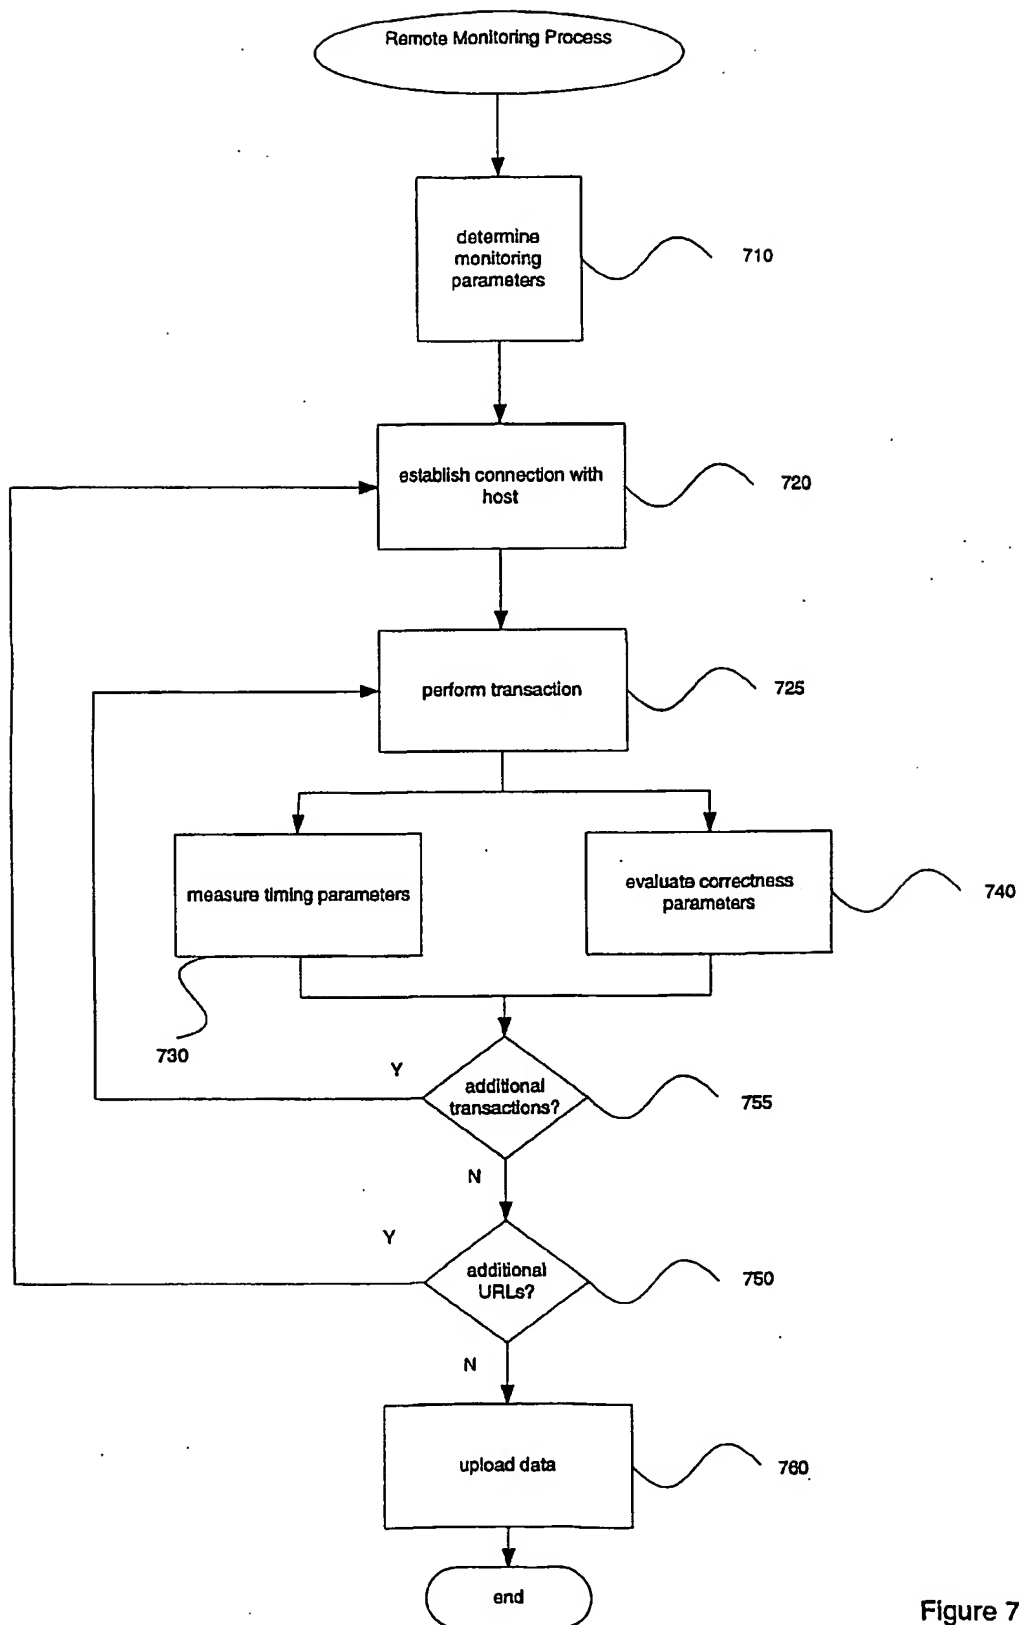 Remote Monitoring Process
determine
monitoring
parameters
710
establish connection with
host
720
perform transaction
725
measure timing parameters
730
evaluate correctness
parameters
740
additional
transactions?
755
Y
N
additional
URLs?
750
Y
N
upload data
760
end
Figure 7